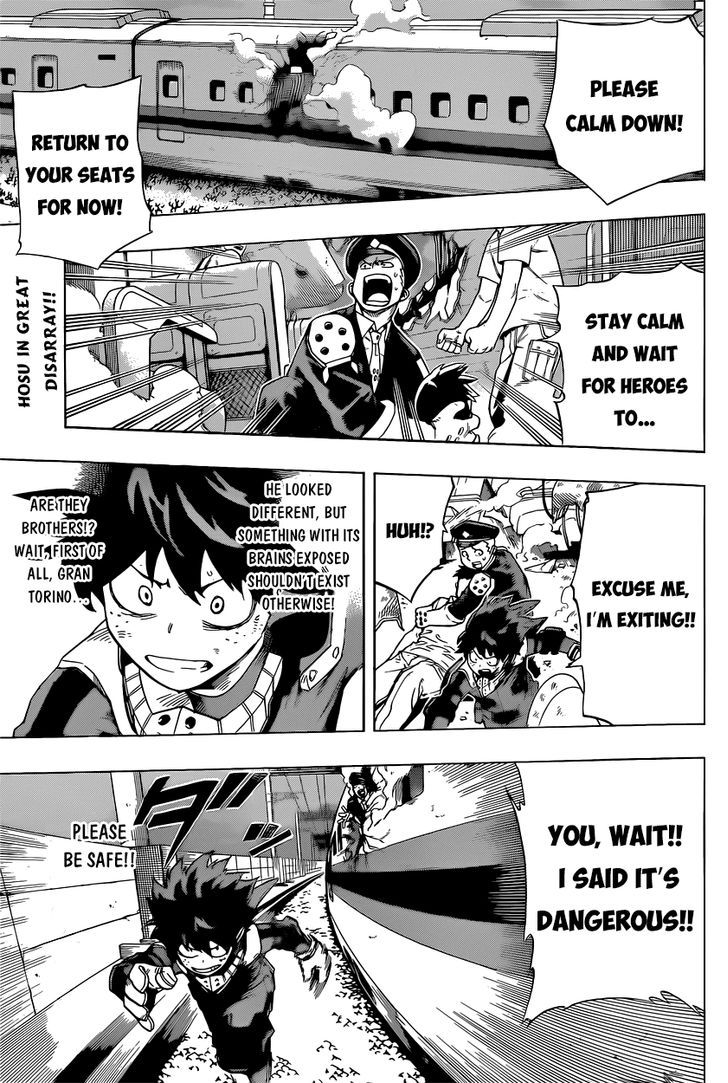 PLEASE
CALM DOWN!
RETURN TO
YOUR SEATS
FOR NOW!
HOSU IN GREAT
DISARRAY!!
STAY CALM
AND WAIT
FOR HEROES
TO...
EXCUSE ME,
I'M EXITING!!
HUH!?
HE LOOKED
DIFFERENT, BUT
SOMETHING WITH ITS
BRAINS EXPOSED
SHOULDN'T EXIST
OTHERWISE!
ARE THEY
BROTHERS!?
WAIT, FIRST OF
ALL, GRAN
TORINO...
YOU, WAIT!!
I SAID IT'S
DANGEROUS!!
ダッ
PLEASE
BE SAFE!!